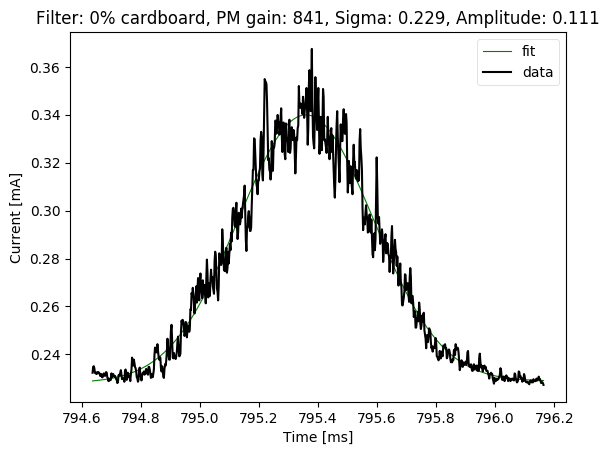 Filter: 0% cardboard, PM gain: 841, Sigma: 0.229, Amplitude: 0.111
fit
data
0.36
0.34
0.32
0.30
0.28
0.26
0.24
Current [mA]
794.6 794.8 795.0 795.2 795.4 795.6 795.8 796.0 796.2
Time [ms]